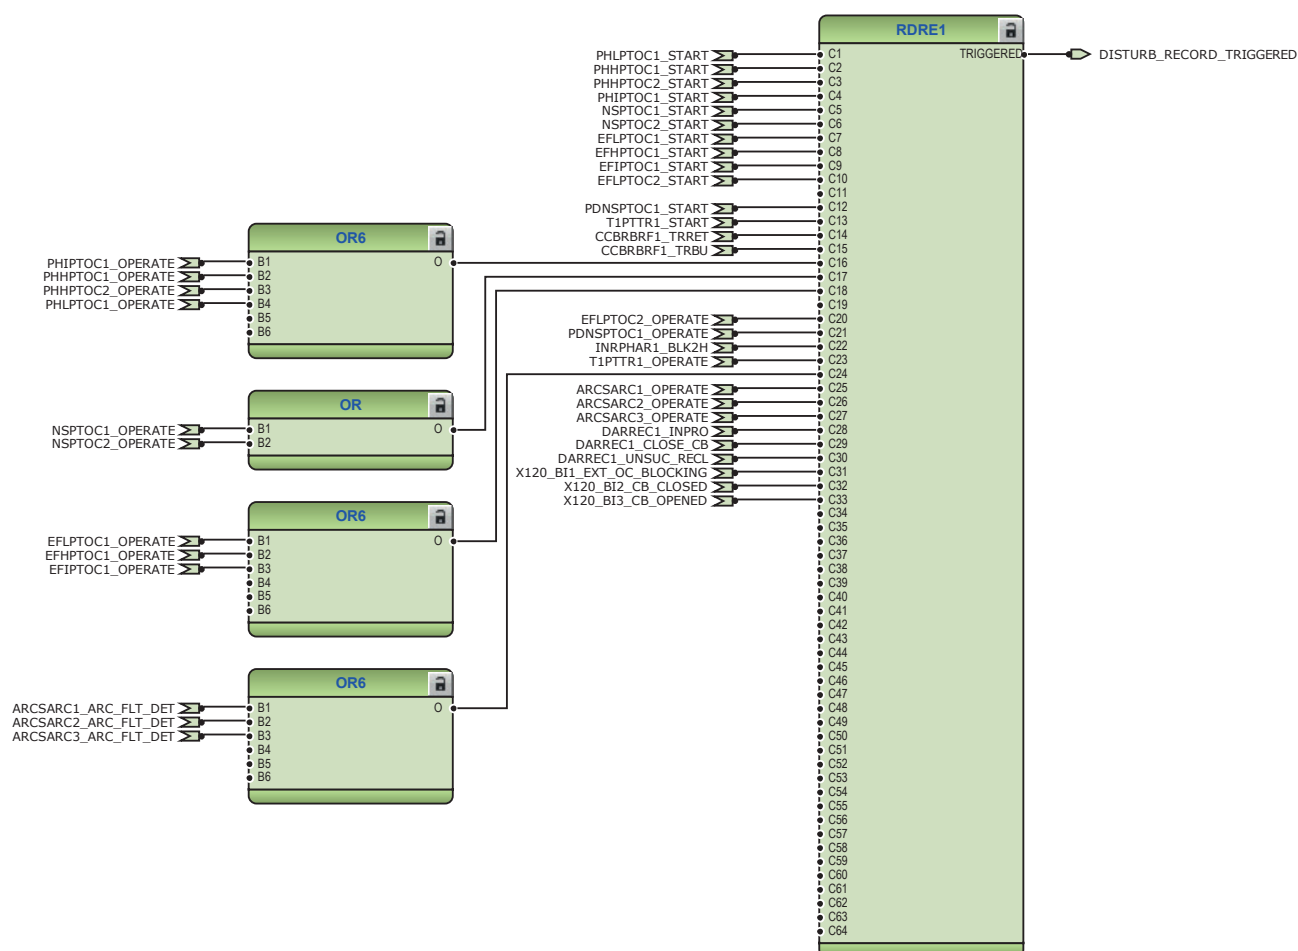 RDRE1
PHLPTOC1_START C1 TRIGGERED DISTURB_RECORD_TRIGGERED
PHHPTOC1_START C2
PHHPTOC2_START C3
PHIPTOC1_START C4
NSPTOC1_START C5
NSPTOC2_START C6
EFLPTOC1_START C7
EFHPTOC1_START C8
EFIPTOC1_START C9
EFLPTOC2_START C10
C11
PDNSPTOC1_START C12
T1PTTR1_START C13
CCBRBRF1_TRRET C14
CCBRBRF1_TRBU C15
C16
C17
C18
C19
EFLPTOC2_OPERATE C20
PDNSPTOC1_OPERATE C21
INRPHAR1_BLK2H C22
T1PTTR1_OPERATE C23
C24
ARCSARC1_OPERATE C25
ARCSARC2_OPERATE C26
ARCSARC3_OPERATE C27
DARREC1_INPRO C28
DARREC1_CLOSE_CB C29
DARREC1_UNSUC_RECL C30
X120_BI1_EXT_OC_BLOCKING C31
X120_BI2_CB_CLOSED C32
X120_BI3_CB_OPENED C33
C34
C35
C36
C37
C38
C39
C40
C41
C42
C43
C44
C45
C46
C47
C48
C49
C50
C51
C52
C53
C54
C55
C56
C57
C58
C59
C60
C61
C62
C63
C64
OR6
PHIPTOC1_OPERATE B1 O
PHHPTOC1_OPERATE B2
PHHPTOC2_OPERATE B3
PHLPTOC1_OPERATE B4
B5
B6
OR
NSPTOC1_OPERATE B1 O
NSPTOC2_OPERATE B2
OR6
EFLPTOC1_OPERATE B1 O
EFHPTOC1_OPERATE B2
EFIPTOC1_OPERATE B3
B4
B5
B6
OR6
ARCSARC1_ARC_FLT_DET B1 O
ARCSARC2_ARC_FLT_DET B2
ARCSARC3_ARC_FLT_DET B3
B4
B5
B6